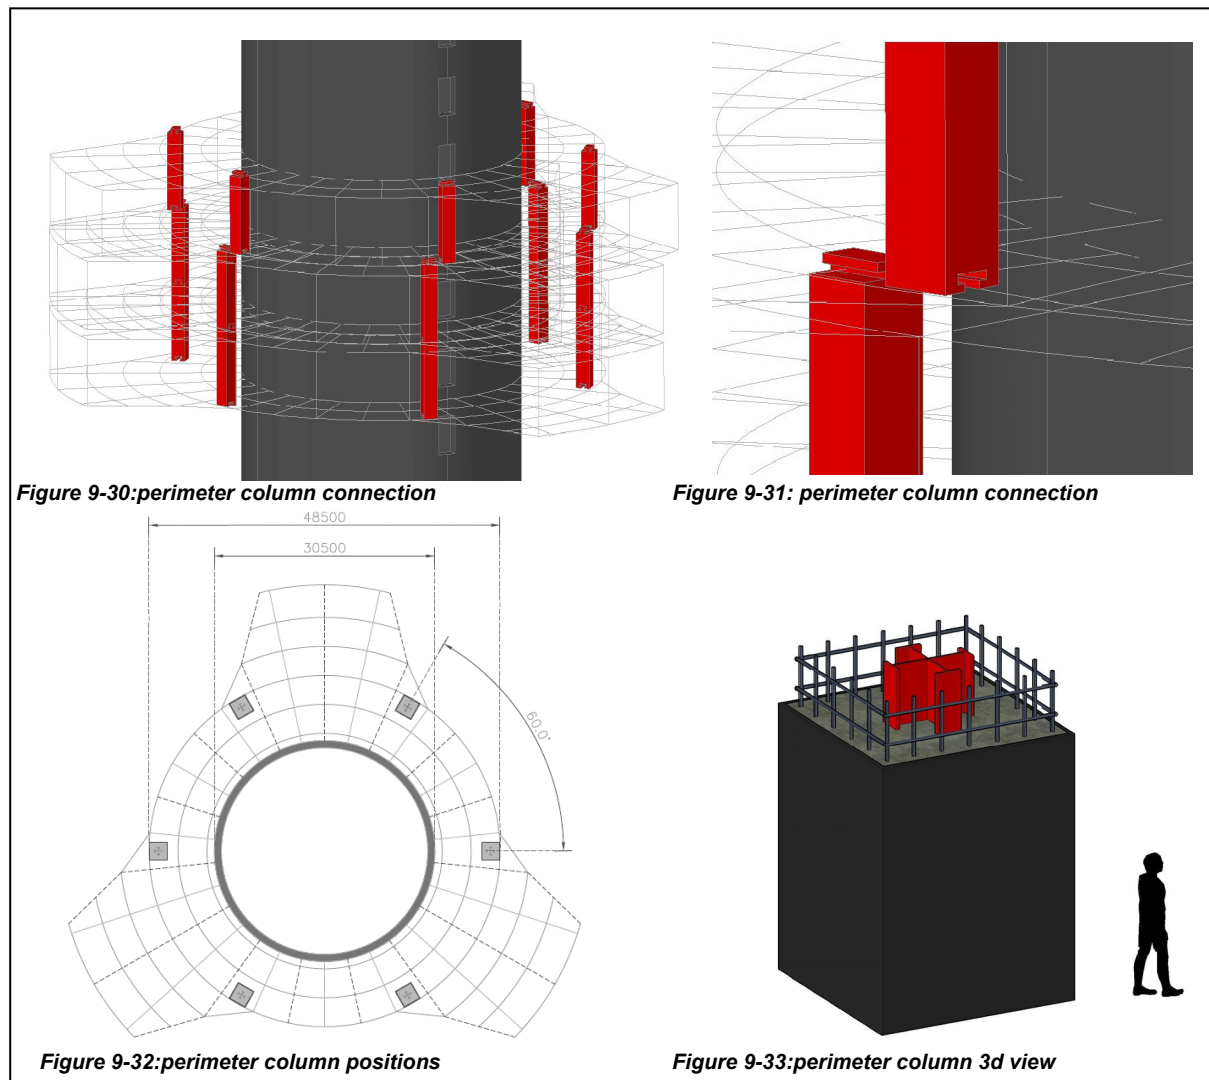 Figure 9-30:perimeter column connection
Figure 9-31: perimeter column connection
48500
30500
60.0°
Figure 9-32:perimeter column positions
Figure 9-33:perimeter column 3d view